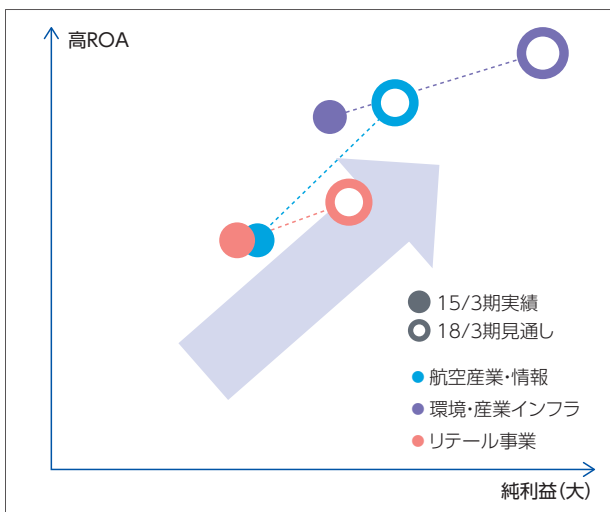 高ROA
15/3期実績
18/3期見通し
航空産業・情報
環境・産業インフラ
リテール事業
純利益(大)